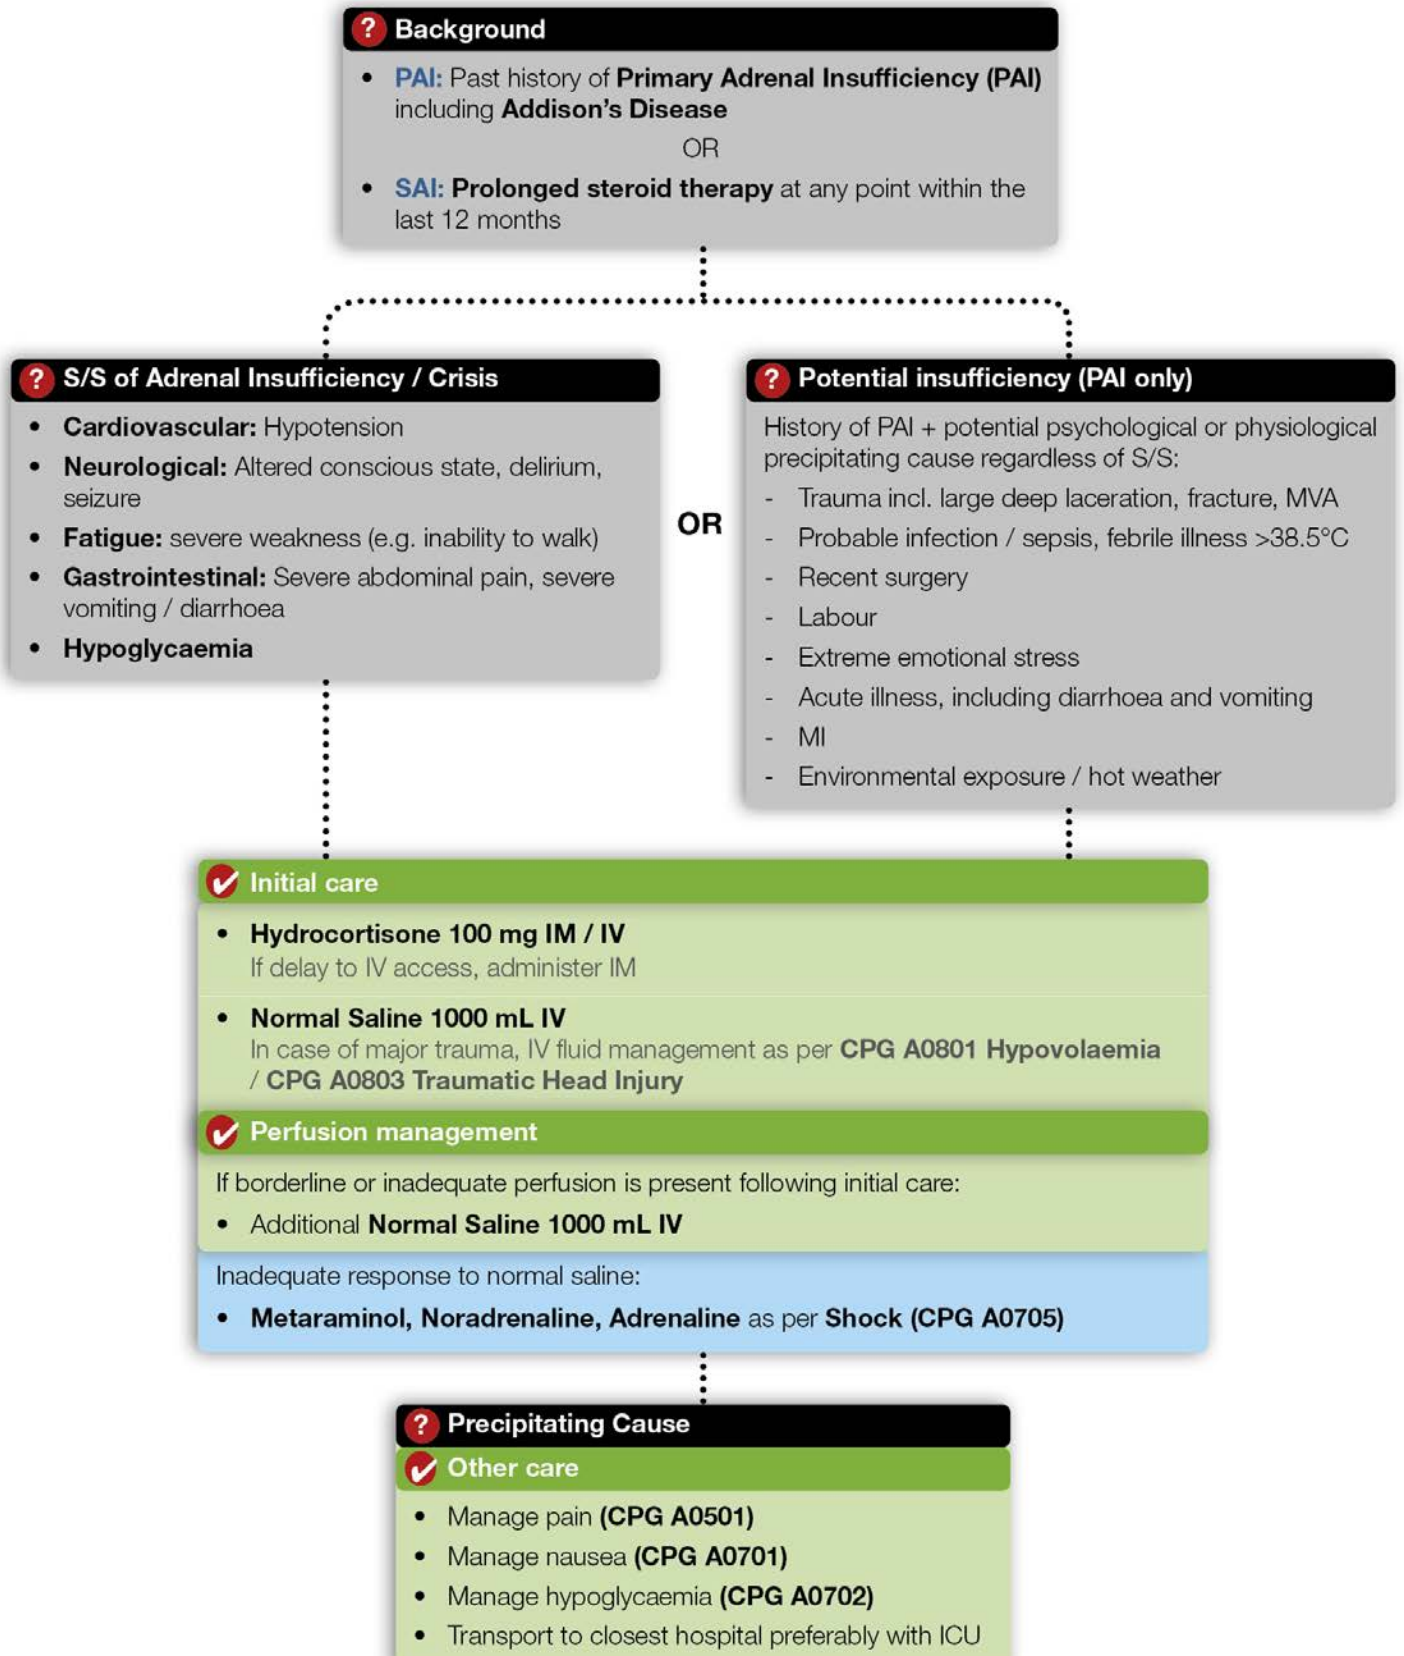 Background
• PAI: Past history of Primary Adrenal Insufficiency (PAI)
including Addison's Disease
OR
• SAI: Prolonged steroid therapy at any point within the
last 12 months
S/S of Adrenal Insufficiency / Crisis
• Cardiovascular: Hypotension
• Neurological: Altered conscious state, delirium,
seizure
• Fatigue: severe weakness (e.g. inability to walk)
• Gastrointestinal: Severe abdominal pain, severe
vomiting / diarrhoea
• Hypoglycaemia
OR
Potential insufficiency (PAI only)
History of PAI + potential psychological or physiological
precipitating cause regardless of S/S:
- Trauma incl. large deep laceration, fracture, MVA
- Probable infection / sepsis, febrile illness >38.5°C
- Recent surgery
- Labour
- Extreme emotional stress
- Acute illness, including diarrhoea and vomiting
- MI
- Environmental exposure / hot weather
Initial care
• Hydrocortisone 100 mg IM / IV
If delay to IV access, administer IM
• Normal Saline 1000 mL IV
In case of major trauma, IV fluid management as per CPG A0801 Hypovolaemia
/ CPG A0803 Traumatic Head Injury
Perfusion management
If borderline or inadequate perfusion is present following initial care:
• Additional Normal Saline 1000 mL IV
Inadequate response to normal saline:
• Metaraminol, Noradrenaline, Adrenaline as per Shock (CPG A0705)
Precipitating Cause
Other care
• Manage pain (CPG A0501)
• Manage nausea (CPG A0701)
• Manage hypoglycaemia (CPG A0702)
• Transport to closest hospital preferably with ICU